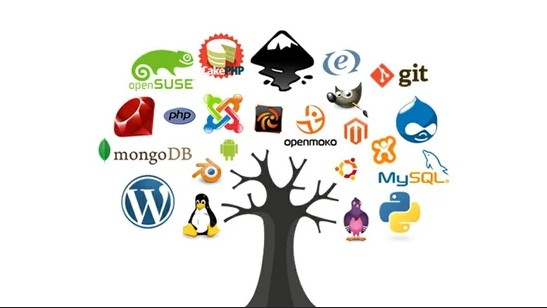 openSUSE
CakePHP
e
git
php
openmoko
mongoDB
MySQL
W